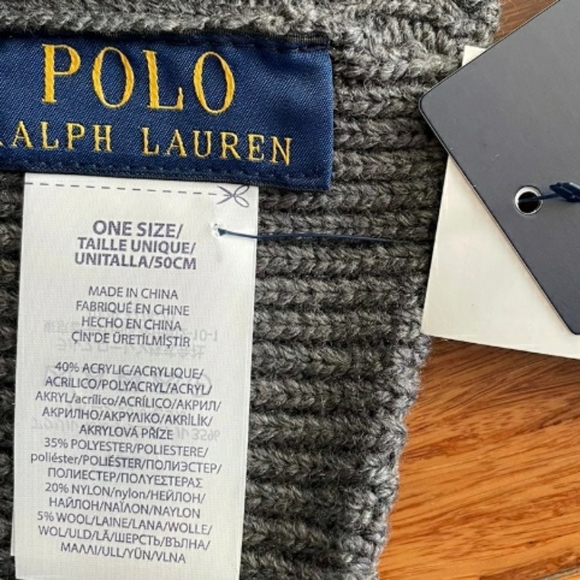 POLO
RALPH LAUREN
ONE SIZE/
TAILLE UNIQUE/
UNITALLA/50CM
MADE IN CHINA
FABRIQUÉ EN CHINE
HECHO EN CHINA
ÇİN'DE ÜRETİLMİŞTİR
40% ACRYLIC/ACRYLIQUE/
ACRÍLICO/POLYACRYL/ACRYL/
AKRYL/acrílico/ACRÍLICO/АКРИЛ/
АКРИЛНО/ΑΚΡΥΛΙΚΟ/AKRİLİK/
AKRYLOVÁ PŘÍZE
35% POLYESTER/POLIESTERE/
poliéster/POLIÉSTER/ПОЛИЭСТЕР/
ПОЛИЕСТЕР/ΠΟΛΥΕΣΤΕΡΑΣ
20% NYLON/nylon/НЕЙЛОН/
НАЙЛОН/ΝΑΪΛΟΝ/NAYLON
5% WOOL/LAINE/LANA/WOLLE/
WOL/ULD/LÃ/ШЕРСТЬ/ВЪЛНА/
ΜΑΛΛΙ/ULL/YÜN/VLNA